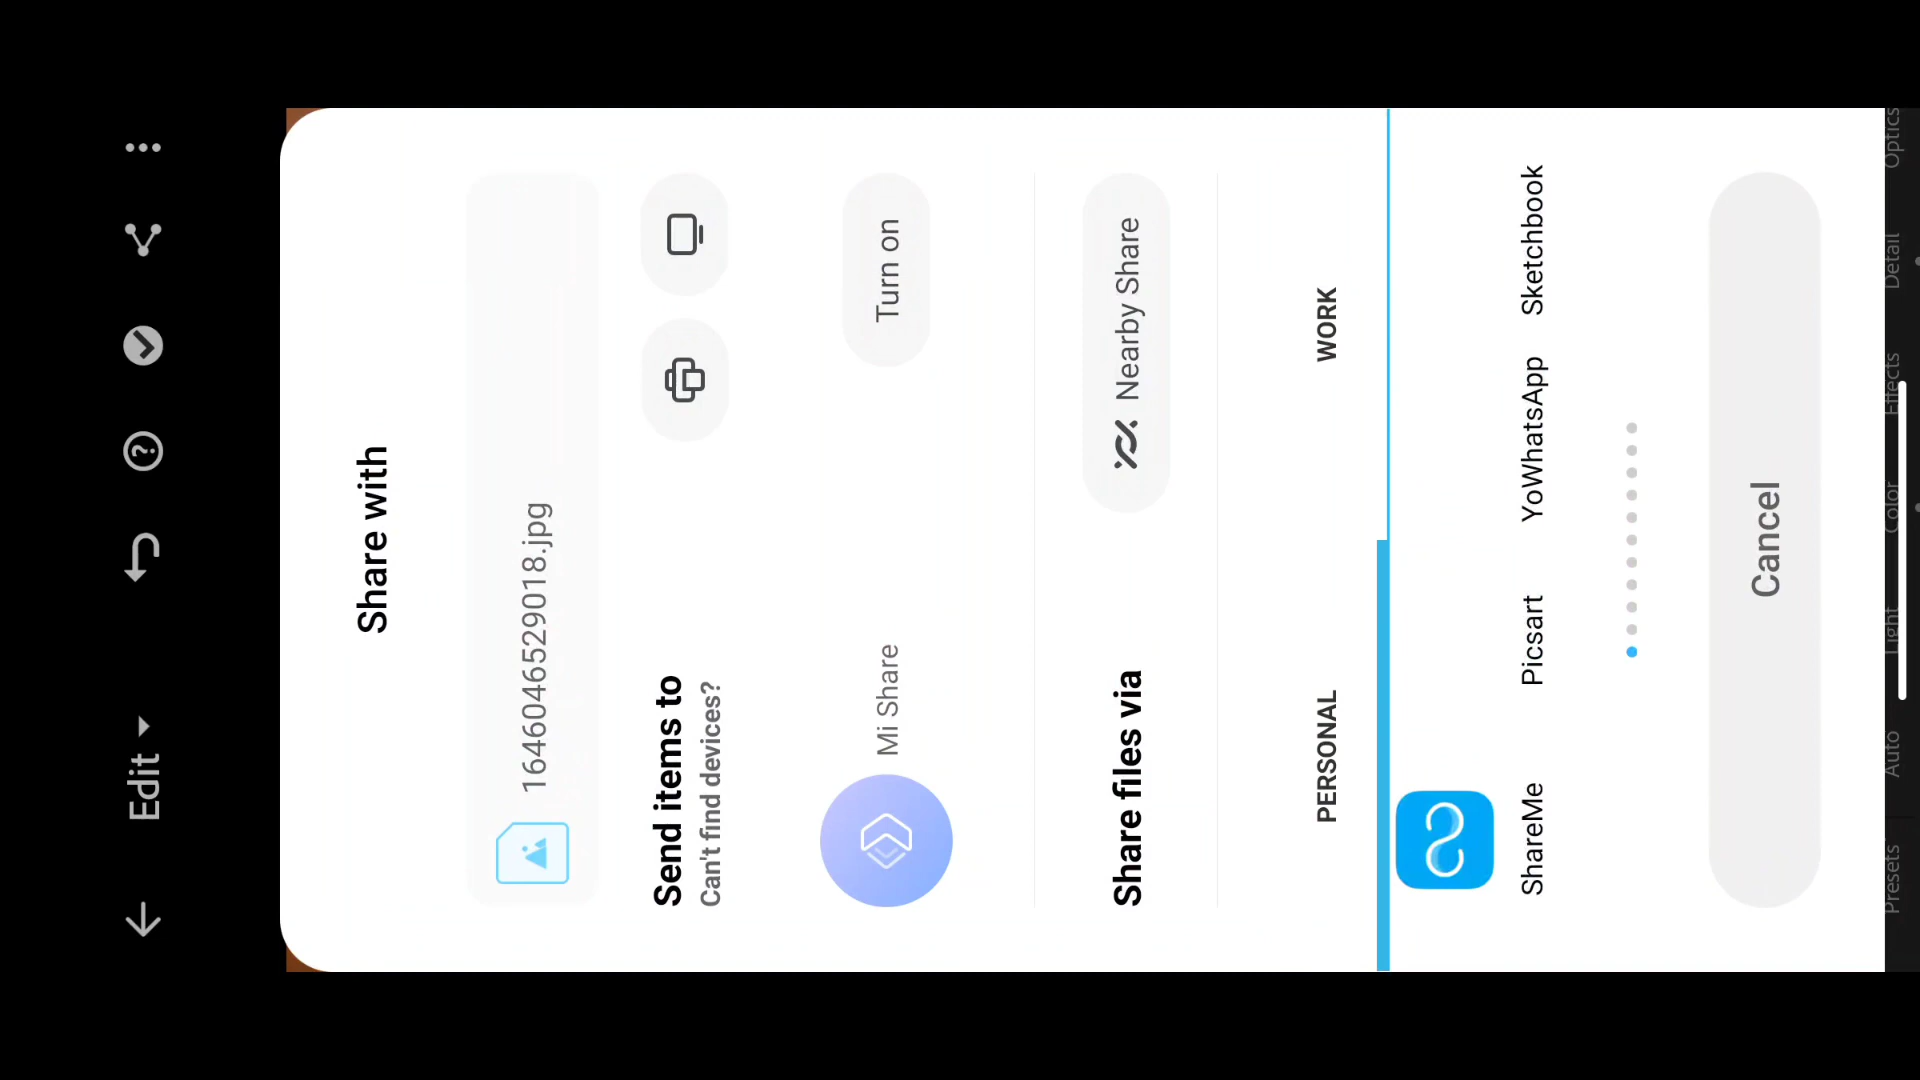 Edit
Share with
1646046529018.jpg
Send items to
Can't find devices?
Mi Share
Turn on
Share files via
Nearby Share
PERSONAL
WORK
ShareMe
Picsart
YoWhatsApp
Sketchbook
Cancel
Presets
Auto
Light
Color
Effects
Detail
Optics